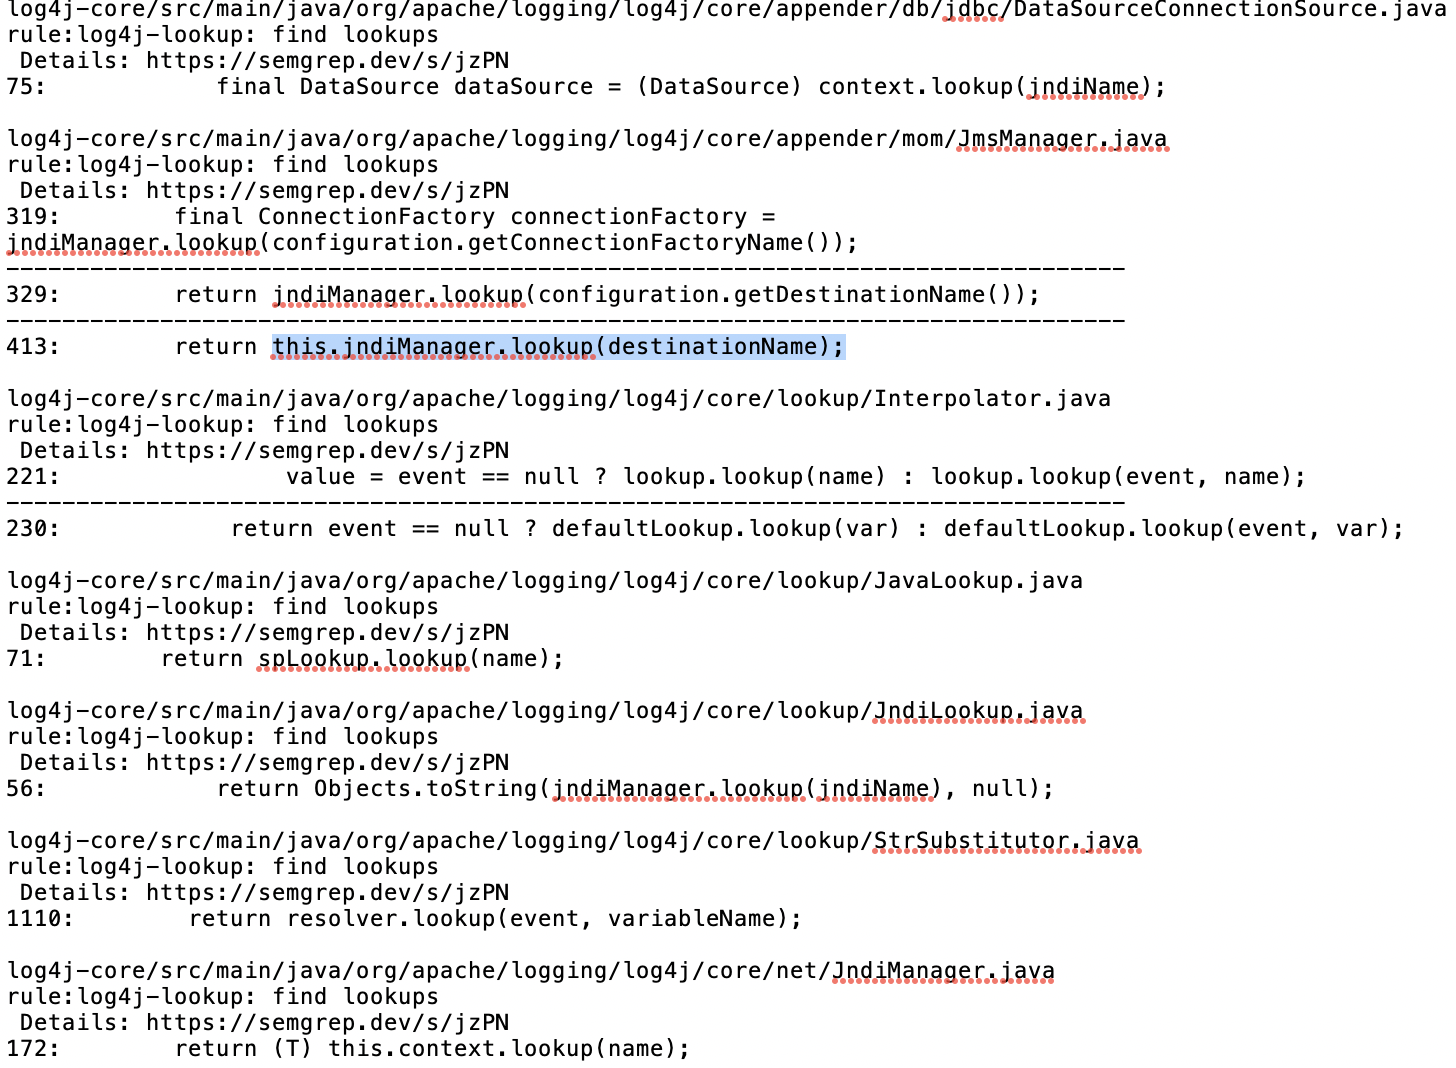 log4j-core/src/main/java/org/apache/logging/log4j/core/appender/db/jdbc/DataSourceConnectionSource.java
rule:log4j-lookup: find lookups
 Details: https://semgrep.dev/s/jzPN
75:            final DataSource dataSource = (DataSource) context.lookup(jndiName);

log4j-core/src/main/java/org/apache/logging/log4j/core/appender/mom/JmsManager.java
rule:log4j-lookup: find lookups
 Details: https://semgrep.dev/s/jzPN
319:        final ConnectionFactory connectionFactory =
jndiManager.lookup(configuration.getConnectionFactoryName());
--------------------------------------------------------------------------------
329:        return jndiManager.lookup(configuration.getDestinationName());
--------------------------------------------------------------------------------
413:        return this.jndiManager.lookup(destinationName);

log4j-core/src/main/java/org/apache/logging/log4j/core/lookup/Interpolator.java
rule:log4j-lookup: find lookups
 Details: https://semgrep.dev/s/jzPN
221:                value = event == null ? lookup.lookup(name) : lookup.lookup(event, name);
--------------------------------------------------------------------------------
230:            return event == null ? defaultLookup.lookup(var) : defaultLookup.lookup(event, var);

log4j-core/src/main/java/org/apache/logging/log4j/core/lookup/JavaLookup.java
rule:log4j-lookup: find lookups
 Details: https://semgrep.dev/s/jzPN
71:        return spLookup.lookup(name);

log4j-core/src/main/java/org/apache/logging/log4j/core/lookup/JndiLookup.java
rule:log4j-lookup: find lookups
 Details: https://semgrep.dev/s/jzPN
56:            return Objects.toString(jndiManager.lookup(jndiName), null);

log4j-core/src/main/java/org/apache/logging/log4j/core/lookup/StrSubstitutor.java
rule:log4j-lookup: find lookups
 Details: https://semgrep.dev/s/jzPN
1110:        return resolver.lookup(event, variableName);

log4j-core/src/main/java/org/apache/logging/log4j/core/net/JndiManager.java
rule:log4j-lookup: find lookups
 Details: https://semgrep.dev/s/jzPN
172:        return (T) this.context.lookup(name);